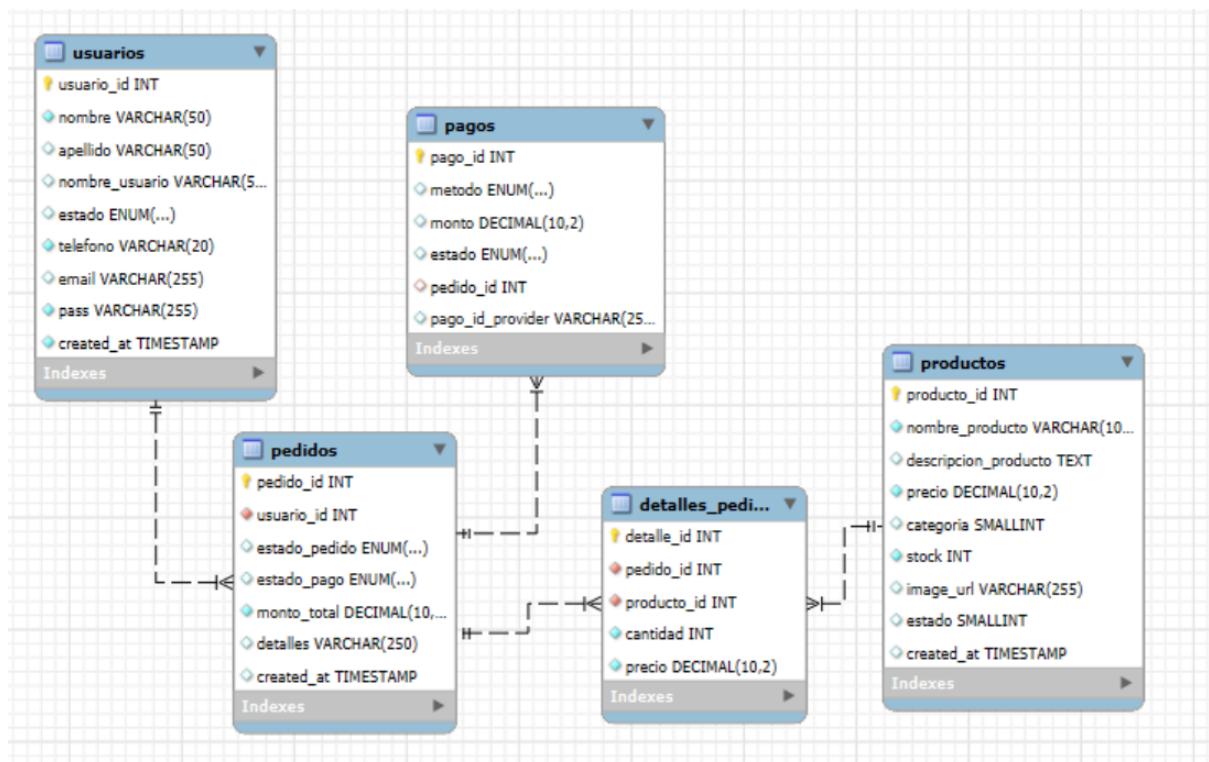 usuarios
usuario_id INT
nombre VARCHAR(50)
apellido VARCHAR(50)
nombre_usuario VARCHAR(5...
estado ENUM(...)
telefono VARCHAR(20)
email VARCHAR(255)
pass VARCHAR(255)
created_at TIMESTAMP
Indexes
pagos
pago_id INT
metodo ENUM(...)
monto DECIMAL(10,2)
estado ENUM(...)
pedido_id INT
pago_id_provider VARCHAR(25...
Indexes
pedidos
pedido_id INT
usuario_id INT
estado_pedido ENUM(...)
estado_pago ENUM(...)
monto_total DECIMAL(10,...
detalles VARCHAR(250)
created_at TIMESTAMP
Indexes
detalles_pedi...
detalle_id INT
pedido_id INT
producto_id INT
cantidad INT
precio DECIMAL(10,2)
Indexes
productos
producto_id INT
nombre_producto VARCHAR(10...
descripcion_producto TEXT
precio DECIMAL(10,2)
categoria SMALLINT
stock INT
image_url VARCHAR(255)
estado SMALLINT
created_at TIMESTAMP
Indexes